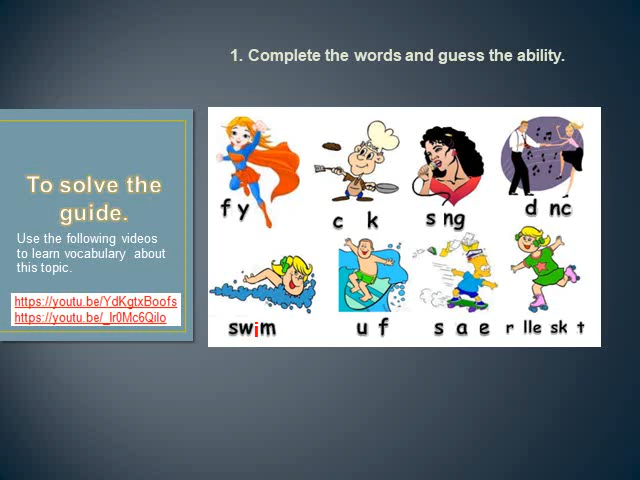 1. Complete the words and guess the ability.
To solve the
guide.
Use the following videos
to learn vocabulary about
this topic.
https://youtu.be/YdKgtxBoofs
https://youtu.be/_lr0Mc6Qilo
f y
c k
s ng
d nc
swim
u f
s a e
r lle sk t